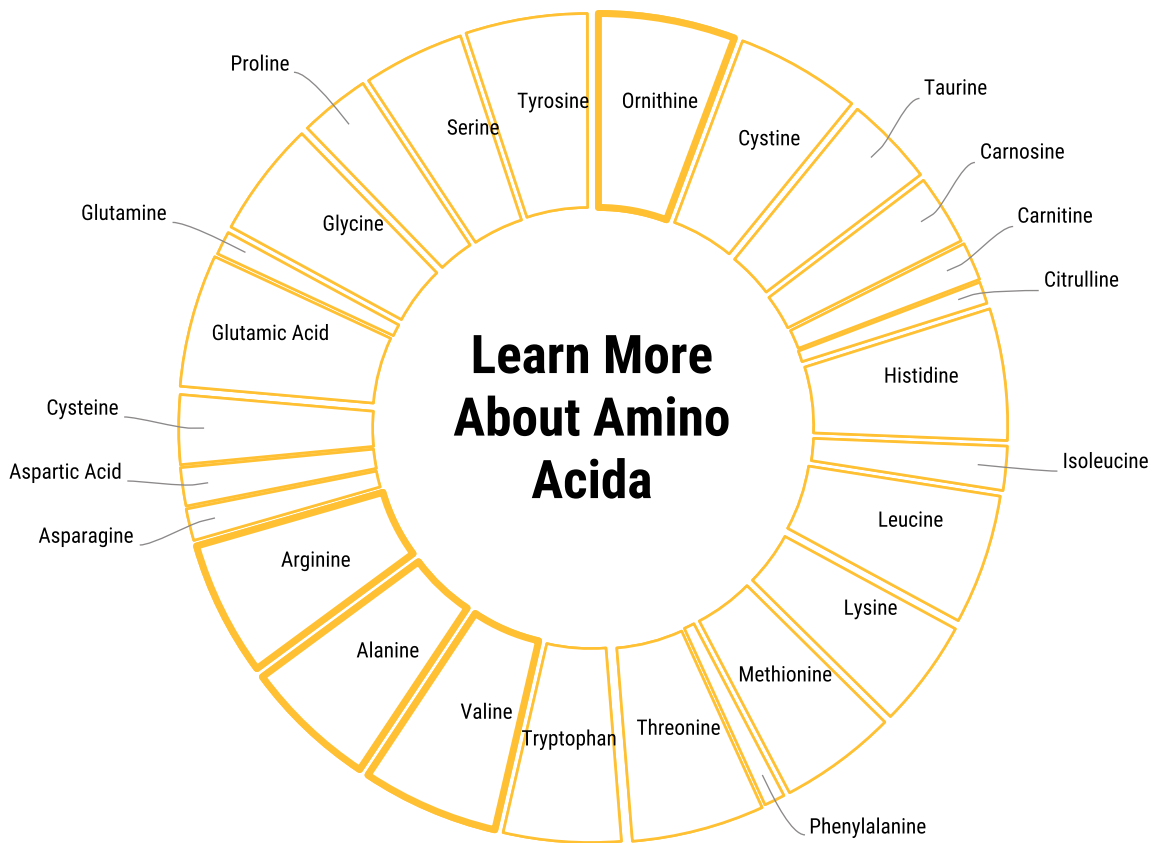 Tyrosine
Ornithine
Cystine
Taurine
Carnosine
Carnitine
Citrulline
Histidine
Isoleucine
Leucine
Lysine
Methionine
Phenylalanine
Threonine
Tryptophan
Valine
Alanine
Arginine
Asparagine
Aspartic Acid
Cysteine
Glutamic Acid
Glutamine
Glycine
Proline
Serine
Learn More
About Amino
Acida